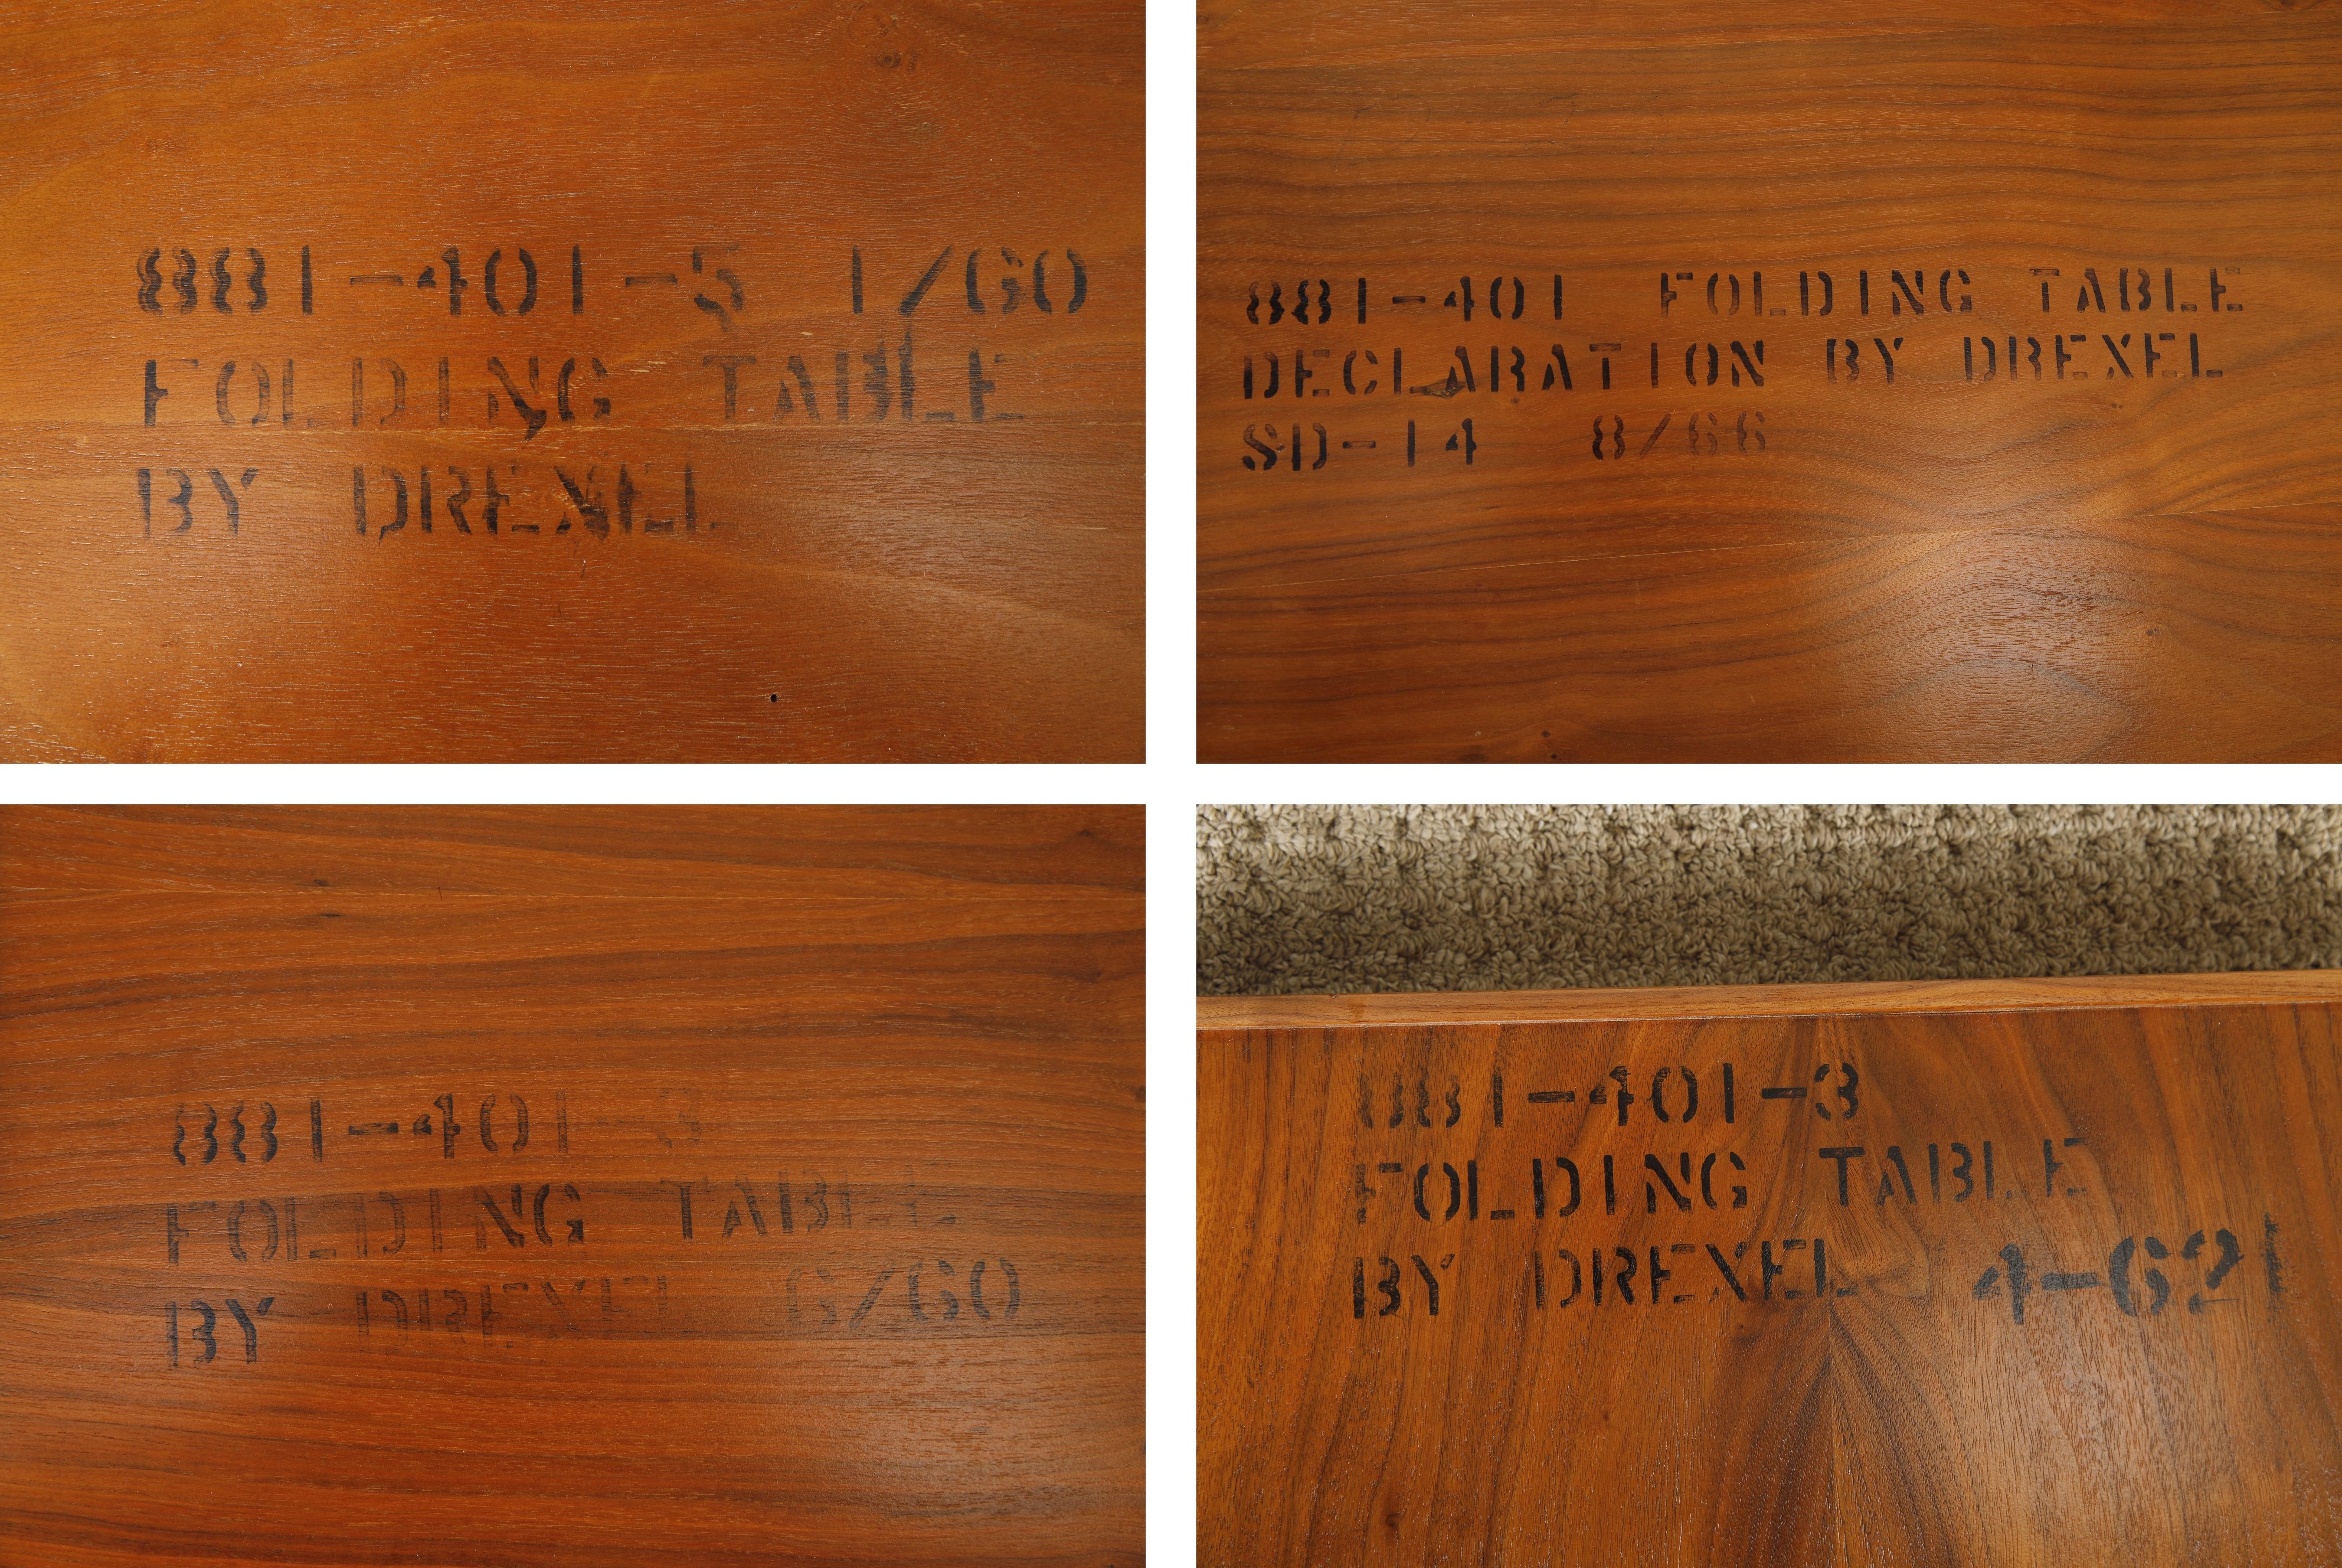 881-401-5 1/60
FOLDING TABLE
BY DREXEL
881-401 FOLDING TABLE
DECLARATION BY DREXEL
SD-14 8/66
881-401-3
FOLDING TABLE
BY DREXEL 6/60
881-401-3
FOLDING TABLE
BY DREXEL 4-62